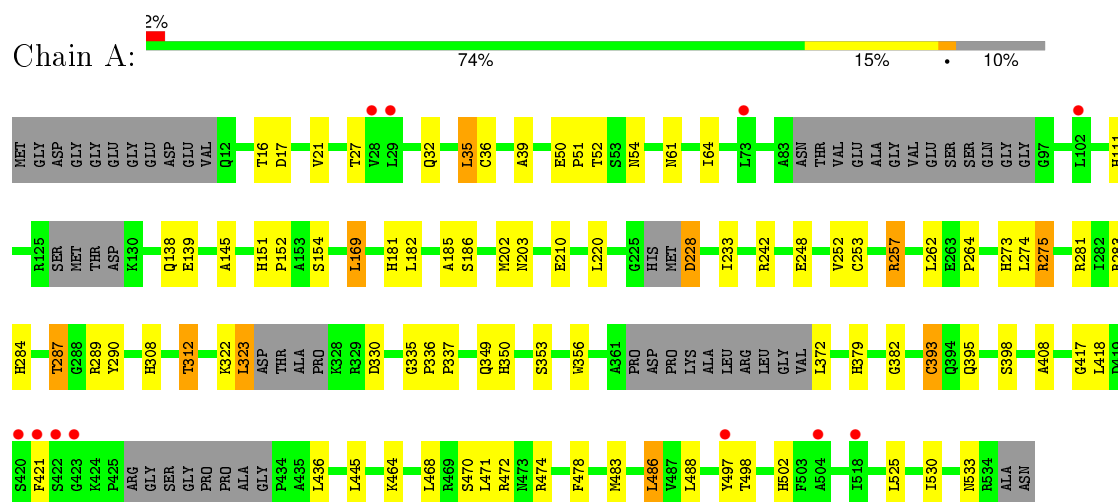 2%
Chain A:
74% 15% • 10%
MET GLY ASP GLY GLY GLU GLY GLU ASP GLU VAL Q12 T16 D17 V21 T27 V28 L29 Q32 L35 C36 A39 E50 P51 T52 S53 N54 N61 I64 L73 A83 ASN THR VAL GLU ALA GLY VAL GLU SER SER GLN GLY GLY G97 L102 H111
R125 SER MET THR ASP K130 Q138 E139 A145 H151 P152 A153 S154 L169 H181 L182 A185 S186 M202 N203 E210 L220 G225 HIS MET D228 I233 R242 E248 V252 C253 R257 L262 E263 P264 H273 L274 R275 R281 I282 R283
H284 T287 G288 R289 Y290 H308 T312 K322 L323 ASP THR ALA PRO K328 R329 D330 G335 P336 P337 Q349 H350 S353 W356 A361 PRO ASP PRO LYS ALA LEU ARG LEU GLY VAL L372 H379 G382 C393 Q394 Q395 S398 A408 G417 L418 D419
S420 F421 S422 G423 K424 P425 ARG GLY SER GLY PRO PRO ALA GLY P434 A435 L436 L445 K464 L468 R469 S470 L471 R472 N473 R474 F478 M483 L486 V487 L488 Y497 T498 H502 F503 A504 I518 L525 I530 N533 R534 ALA ASN